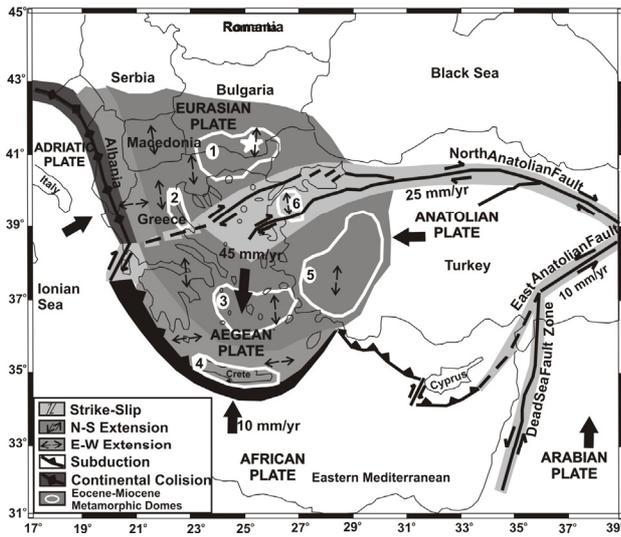 45°
Romania
43°
Serbia
Bulgaria
Black Sea
EURASIAN
PLATE
ADRIATIC
PLATE
Macedonia
Albania
1
41°
Italy
North Anatolian Fault
25 mm/yr
2
Greece
6
ANATOLIAN
PLATE
39°
45 mm/yr
Turkey
East Anatolian Fault
10 mm/yr
5
Ionian
Sea
37°
3
AEGEAN
PLATE
Dead Sea Fault Zone
4
Crete
35°
Cyprus
Strike-Slip
N-S Extension
E-W Extension
Subduction
Continental Colision
Eocene-Miocene
Metamorphic Domes
10 mm/yr
33°
AFRICAN
PLATE
Eastern Mediterranean
ARABIAN
PLATE
31°
17° 19° 21° 23° 25° 27° 29° 31° 33° 35° 37° 39°